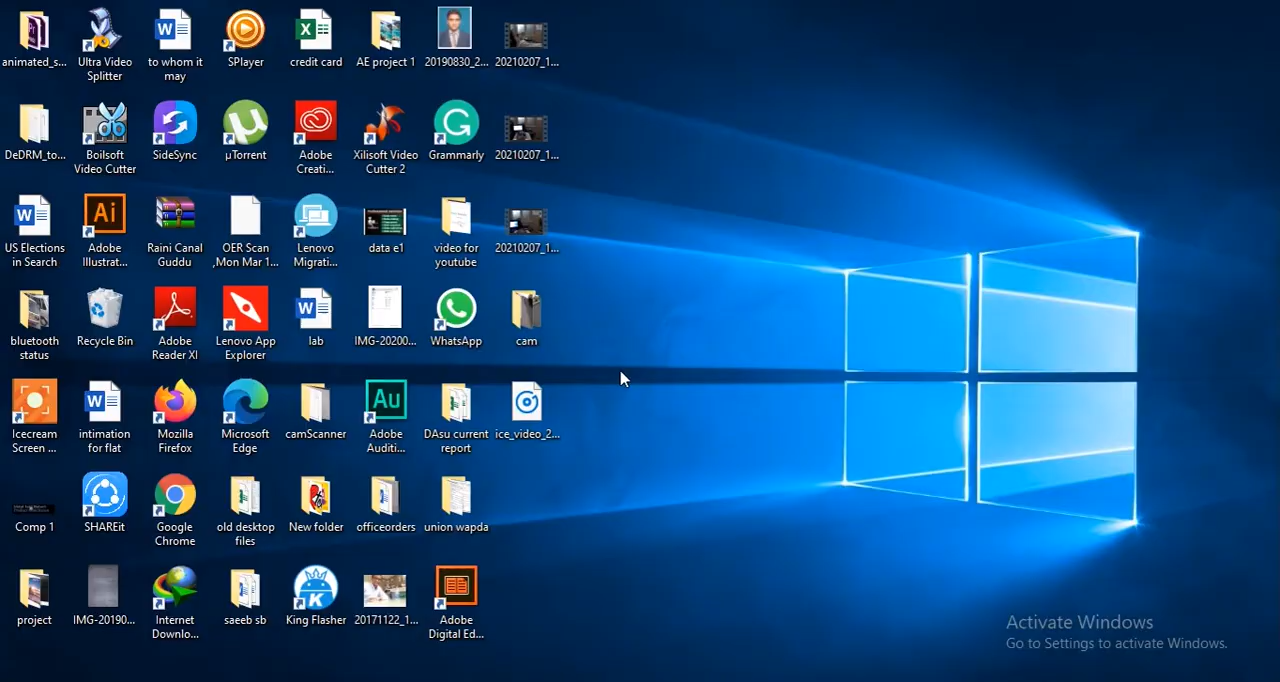 animated_s...
Ultra Video
Splitter
to whom it
may
SPlayer
credit card
AE project 1
20190830_2...
20210207_1...
DeDRM_to...
Boilsoft
Video Cutter
SideSync
µTorrent
Adobe
Creati...
Xilisoft Video
Cutter 2
Grammarly
20210207_1...
US Elections
in Search
Adobe
Illustrat...
Raini Canal
Guddu
OER Scan
,Mon Mar 1...
Lenovo
Migrati...
data e1
video for
youtube
20210207_1...
bluetooth
status
Recycle Bin
Adobe
Reader XI
Lenovo App
Explorer
lab
IMG-20200...
WhatsApp
cam
Icecream
Screen ...
intimation
for flat
Mozilla
Firefox
Microsoft
Edge
camScanner
Adobe
Auditi...
DAsu current
report
ice_video_2...
Comp 1
SHAREit
Google
Chrome
old desktop
files
New folder
officeorders
union wapda
project
IMG-20190...
Internet
Downlo...
saeeb sb
King Flasher
20171122_1...
Adobe
Digital Ed...
Activate Windows
Go to Settings to activate Windows.